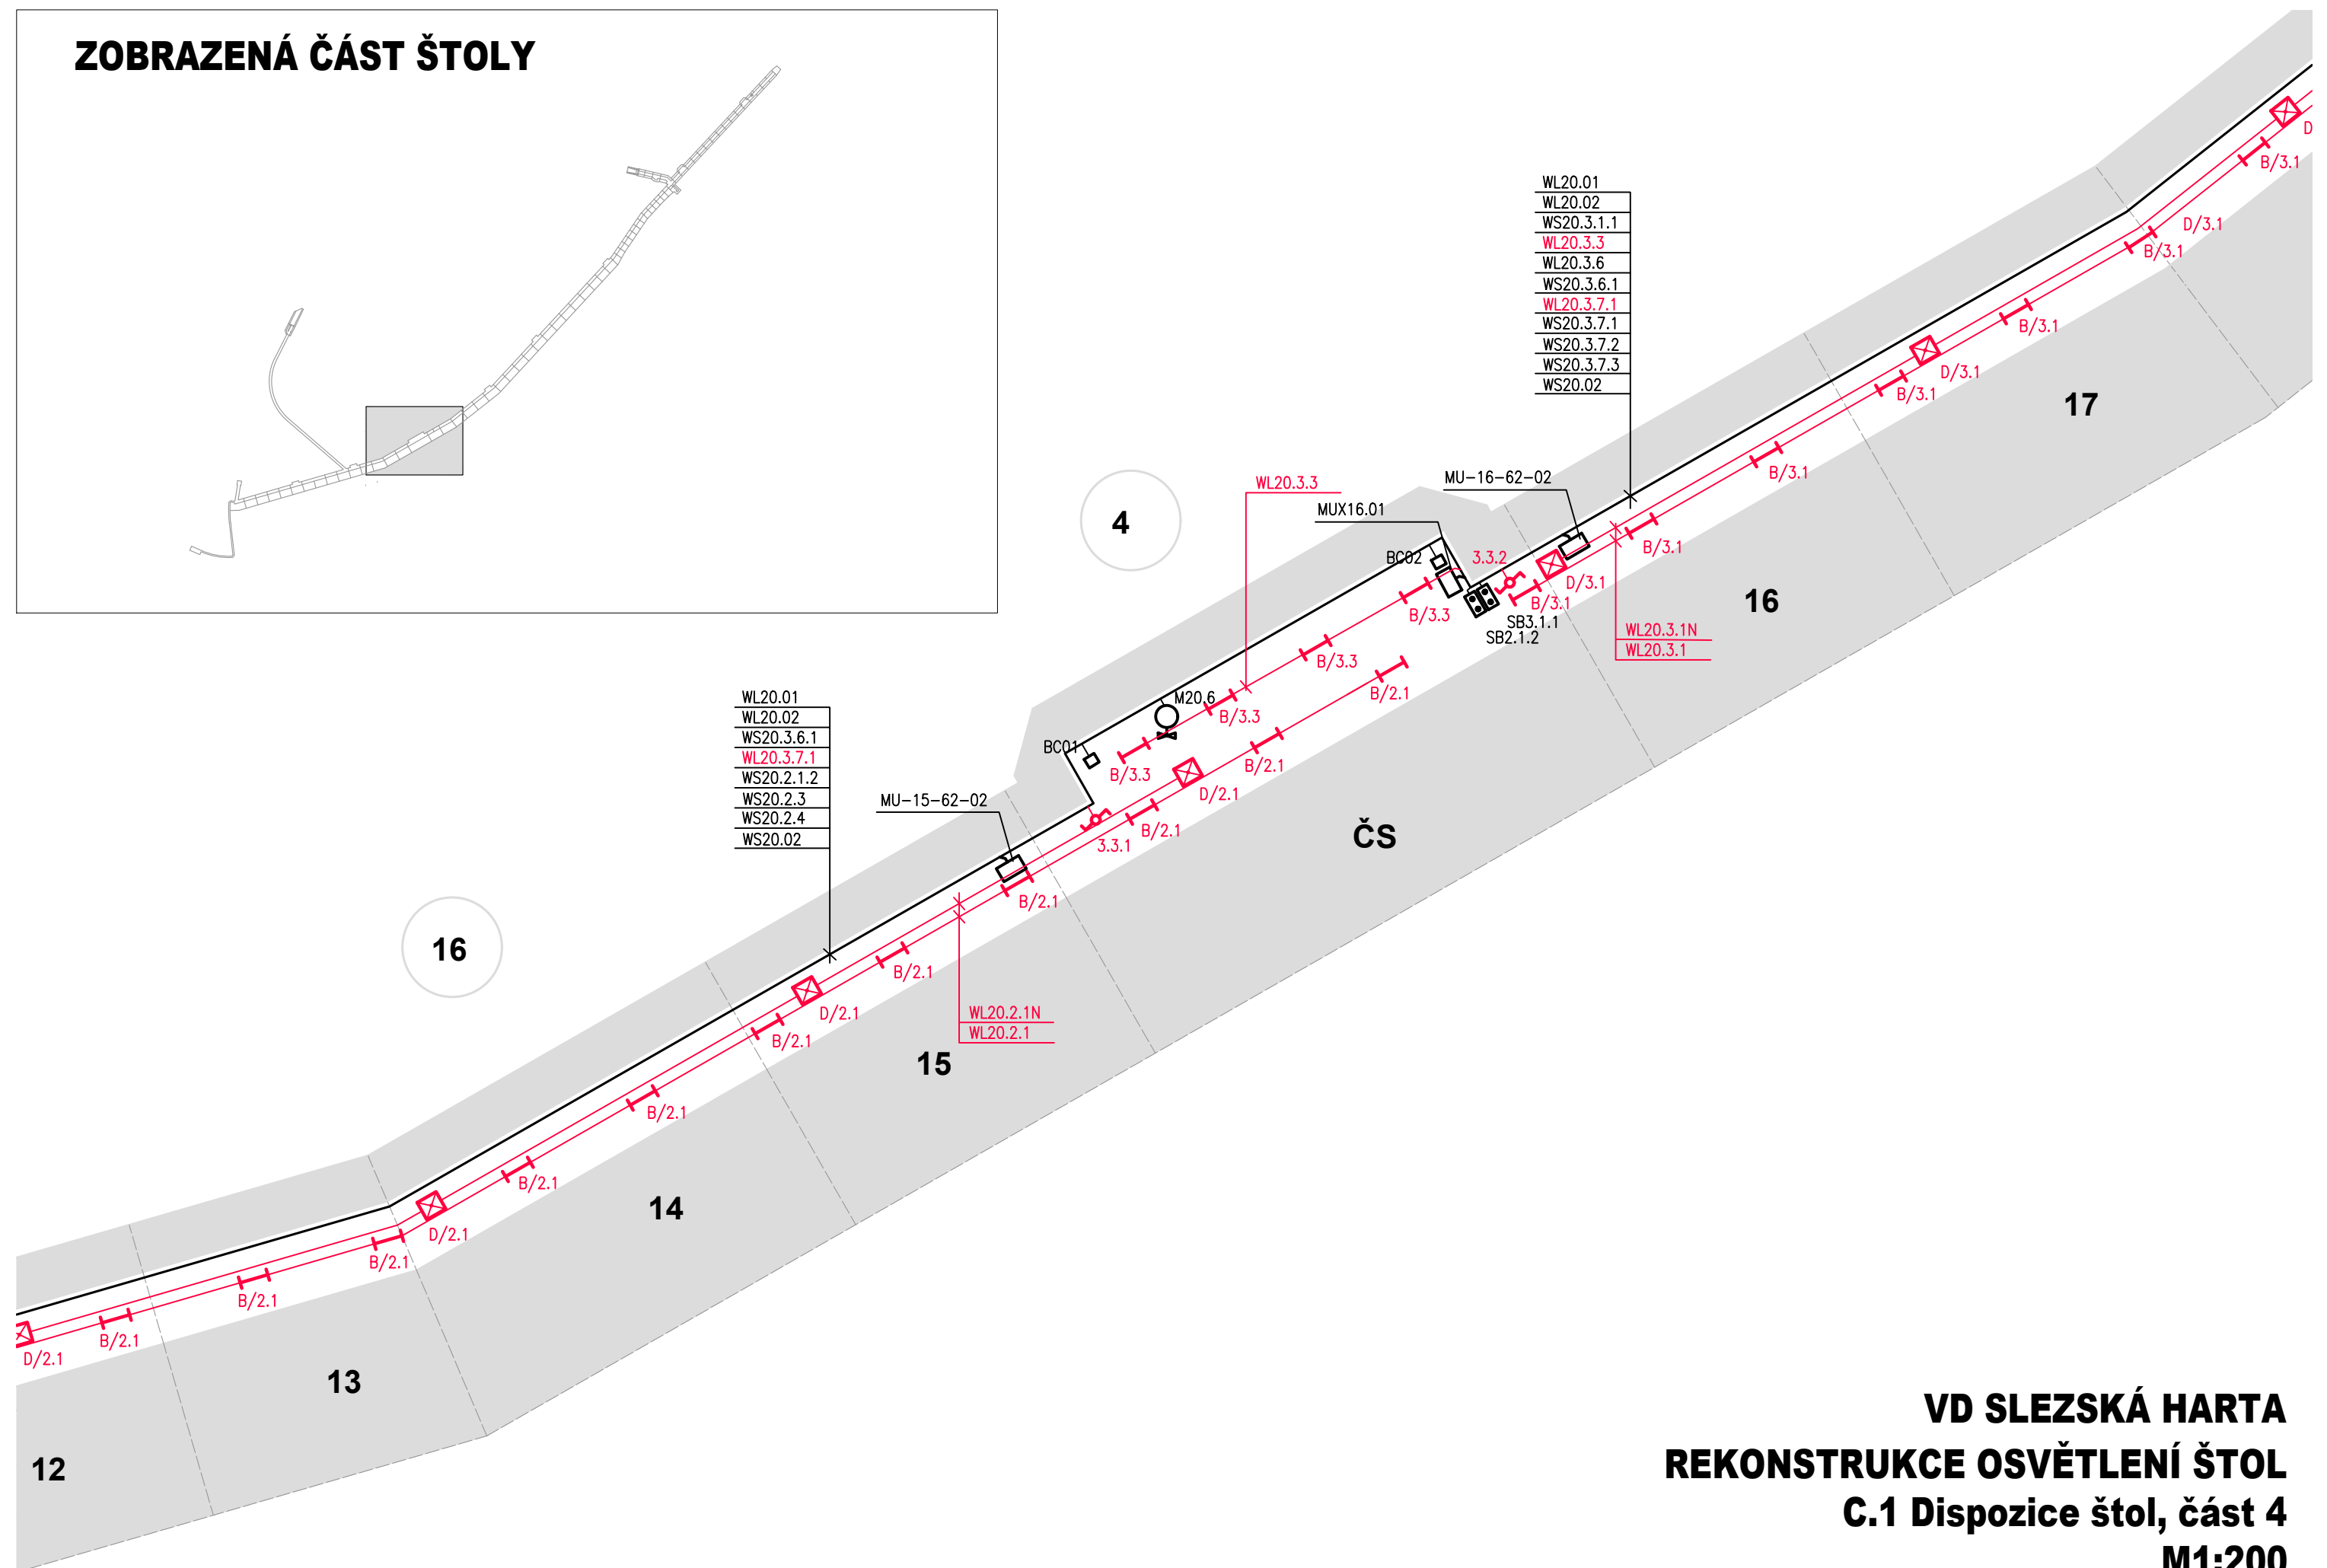 ZOBRAZENÁ ČÁST ŠTOLY
D
B/3.1
D/3.1
B/3.1
WL20.01
WL20.02
WS20.3.1.1
WL20.3.3
WL20.3.6
WS20.3.6.1
WL20.3.7.1
WS20.3.7.1
WS20.3.7.2
WS20.3.7.3
WS20.02
B/3.1
D/3.1
B/3.1
17
B/3.1
MU-16-62-02
WL20.3.3
MUX16.01
4
B/3.1
BC02
3.3.2
D/3.1
B/3.1
16
B/3.3
SB3.1.1
SB2.1.2
WL20.3.1N
WL20.3.1
B/3.3
B/2.1
M20.6
B/3.3
WL20.01
WL20.02
WS20.3.6.1
WL20.3.7.1
WS20.2.1.2
WS20.2.3
WS20.2.4
WS20.02
BC01
B/3.3
B/2.1
D/2.1
MU-15-62-02
B/2.1
3.3.1
ČS
B/2.1
16
B/2.1
D/2.1
WL20.2.1N
WL20.2.1
B/2.1
15
B/2.1
B/2.1
14
D/2.1
B/2.1
B/2.1
B/2.1
D/2.1
13
12
VD SLEZSKÁ HARTA
REKONSTRUKCE OSVĚTLENÍ ŠTOL
C.1 Dispozice štol, část 4
M1:200